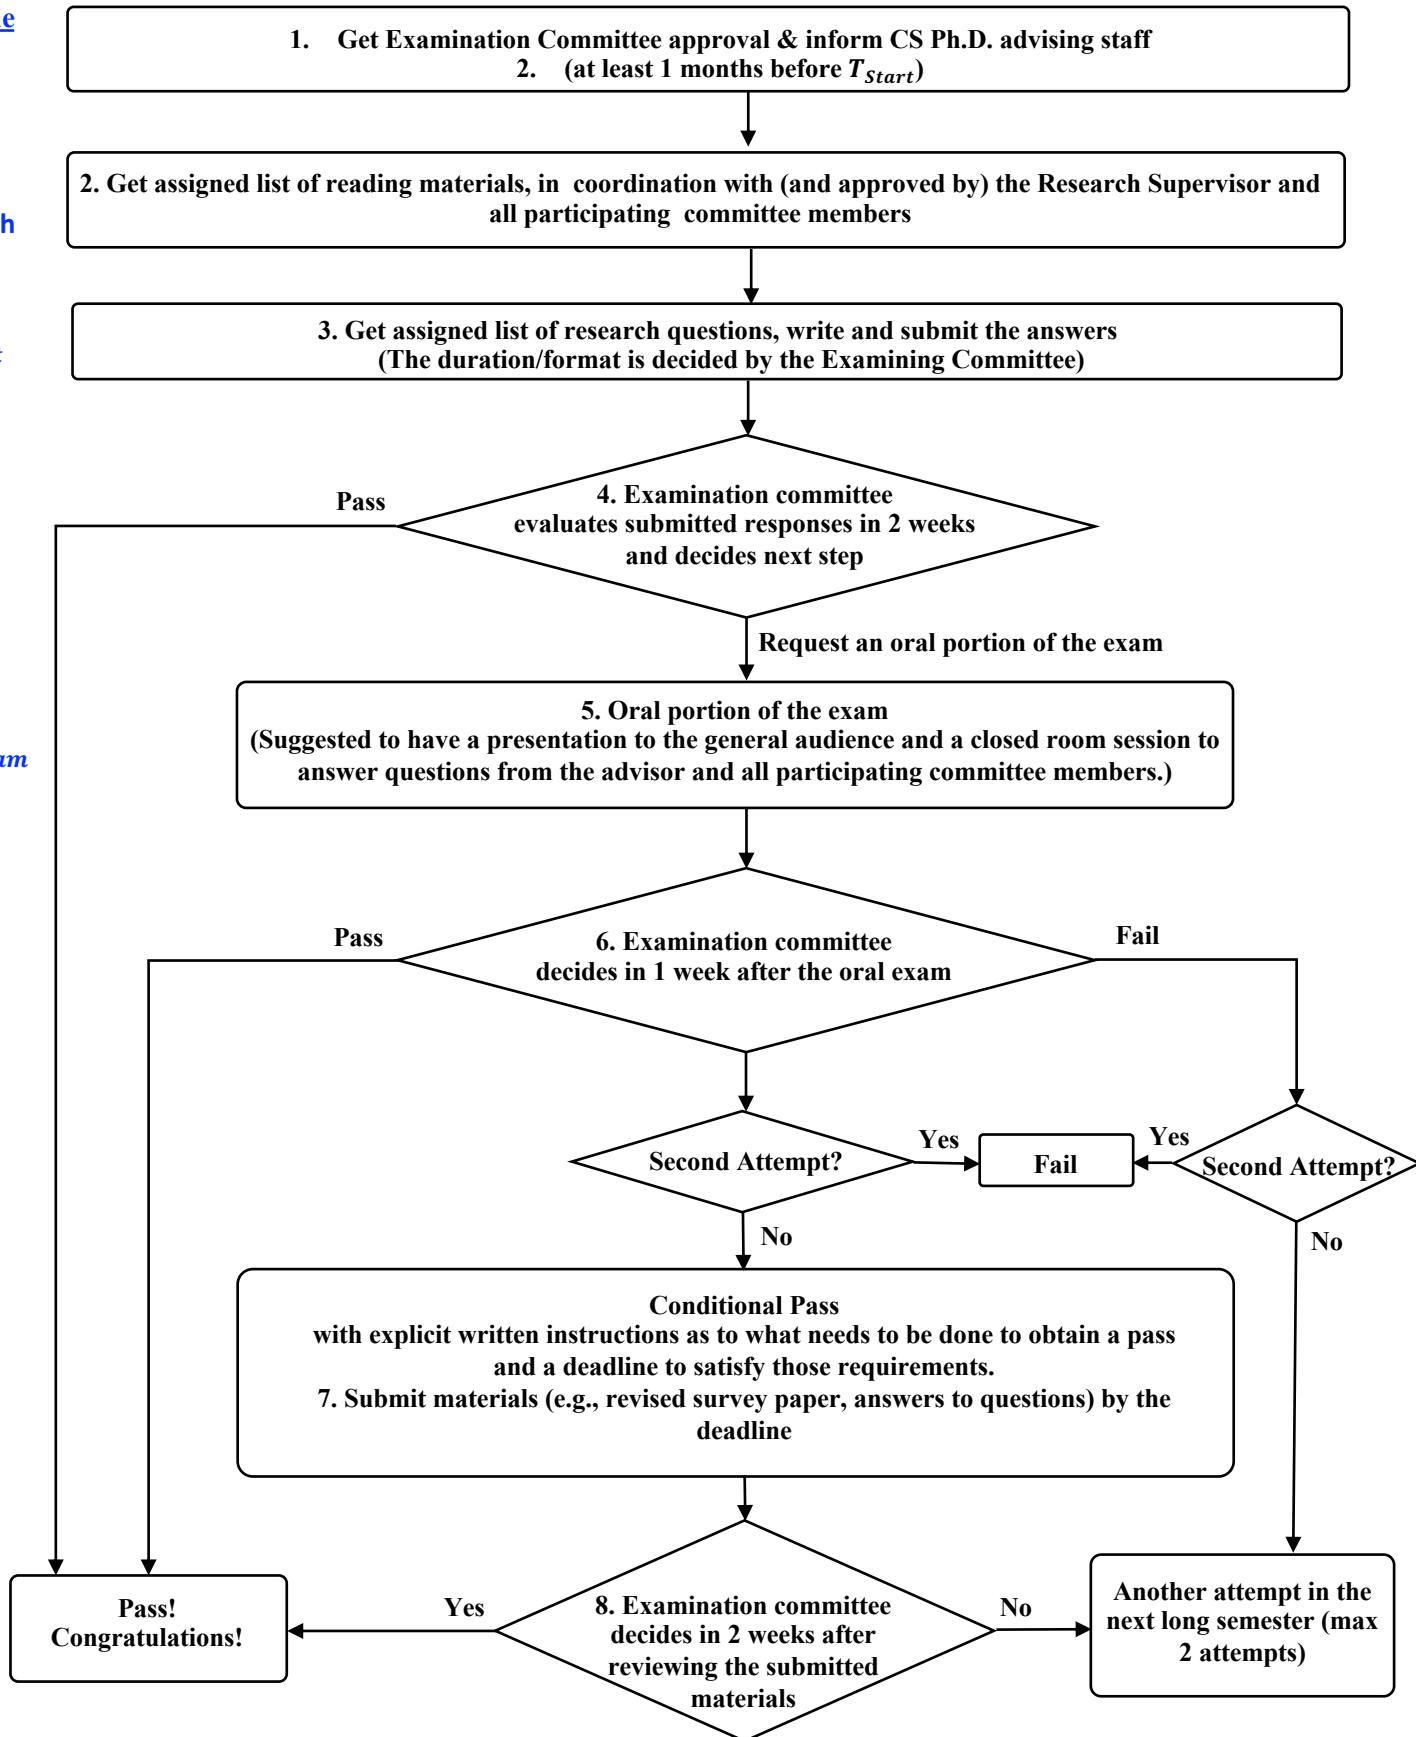 1. Get Examination Committee approval & inform CS Ph.D. advising staff
2. (at least 1 months before T_Start)
2. Get assigned list of reading materials, in coordination with (and approved by) the Research Supervisor and
all participating committee members
3. Get assigned list of research questions, write and submit the answers
(The duration/format is decided by the Examining Committee)
Pass
4. Examination committee
evaluates submitted responses in 2 weeks
and decides next step
Request an oral portion of the exam
5. Oral portion of the exam
(Suggested to have a presentation to the general audience and a closed room session to
answer questions from the advisor and all participating committee members.)
Pass
6. Examination committee
decides in 1 week after the oral exam
Fail
Second Attempt?
Yes
Fail
Yes
Second Attempt?
No
No
Conditional Pass
with explicit written instructions as to what needs to be done to obtain a pass
and a deadline to satisfy those requirements.
7. Submit materials (e.g., revised survey paper, answers to questions) by the
deadline
Pass!
Congratulations!
Yes
8. Examination committee
decides in 2 weeks after
reviewing the submitted
materials
No
Another attempt in the
next long semester (max
2 attempts)